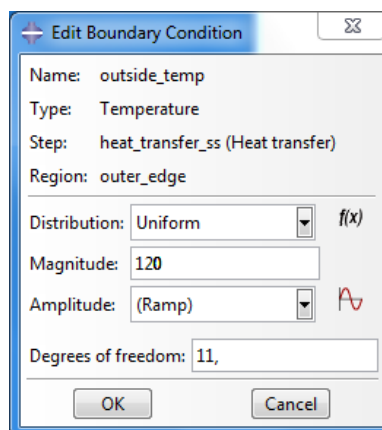 Edit Boundary Condition
Name: outside_temp
Type: Temperature
Step: heat_transfer_ss (Heat transfer)
Region: outer_edge
Distribution: Uniform f(x)
Magnitude: 120
Amplitude: (Ramp)
Degrees of freedom: 11,
OK Cancel